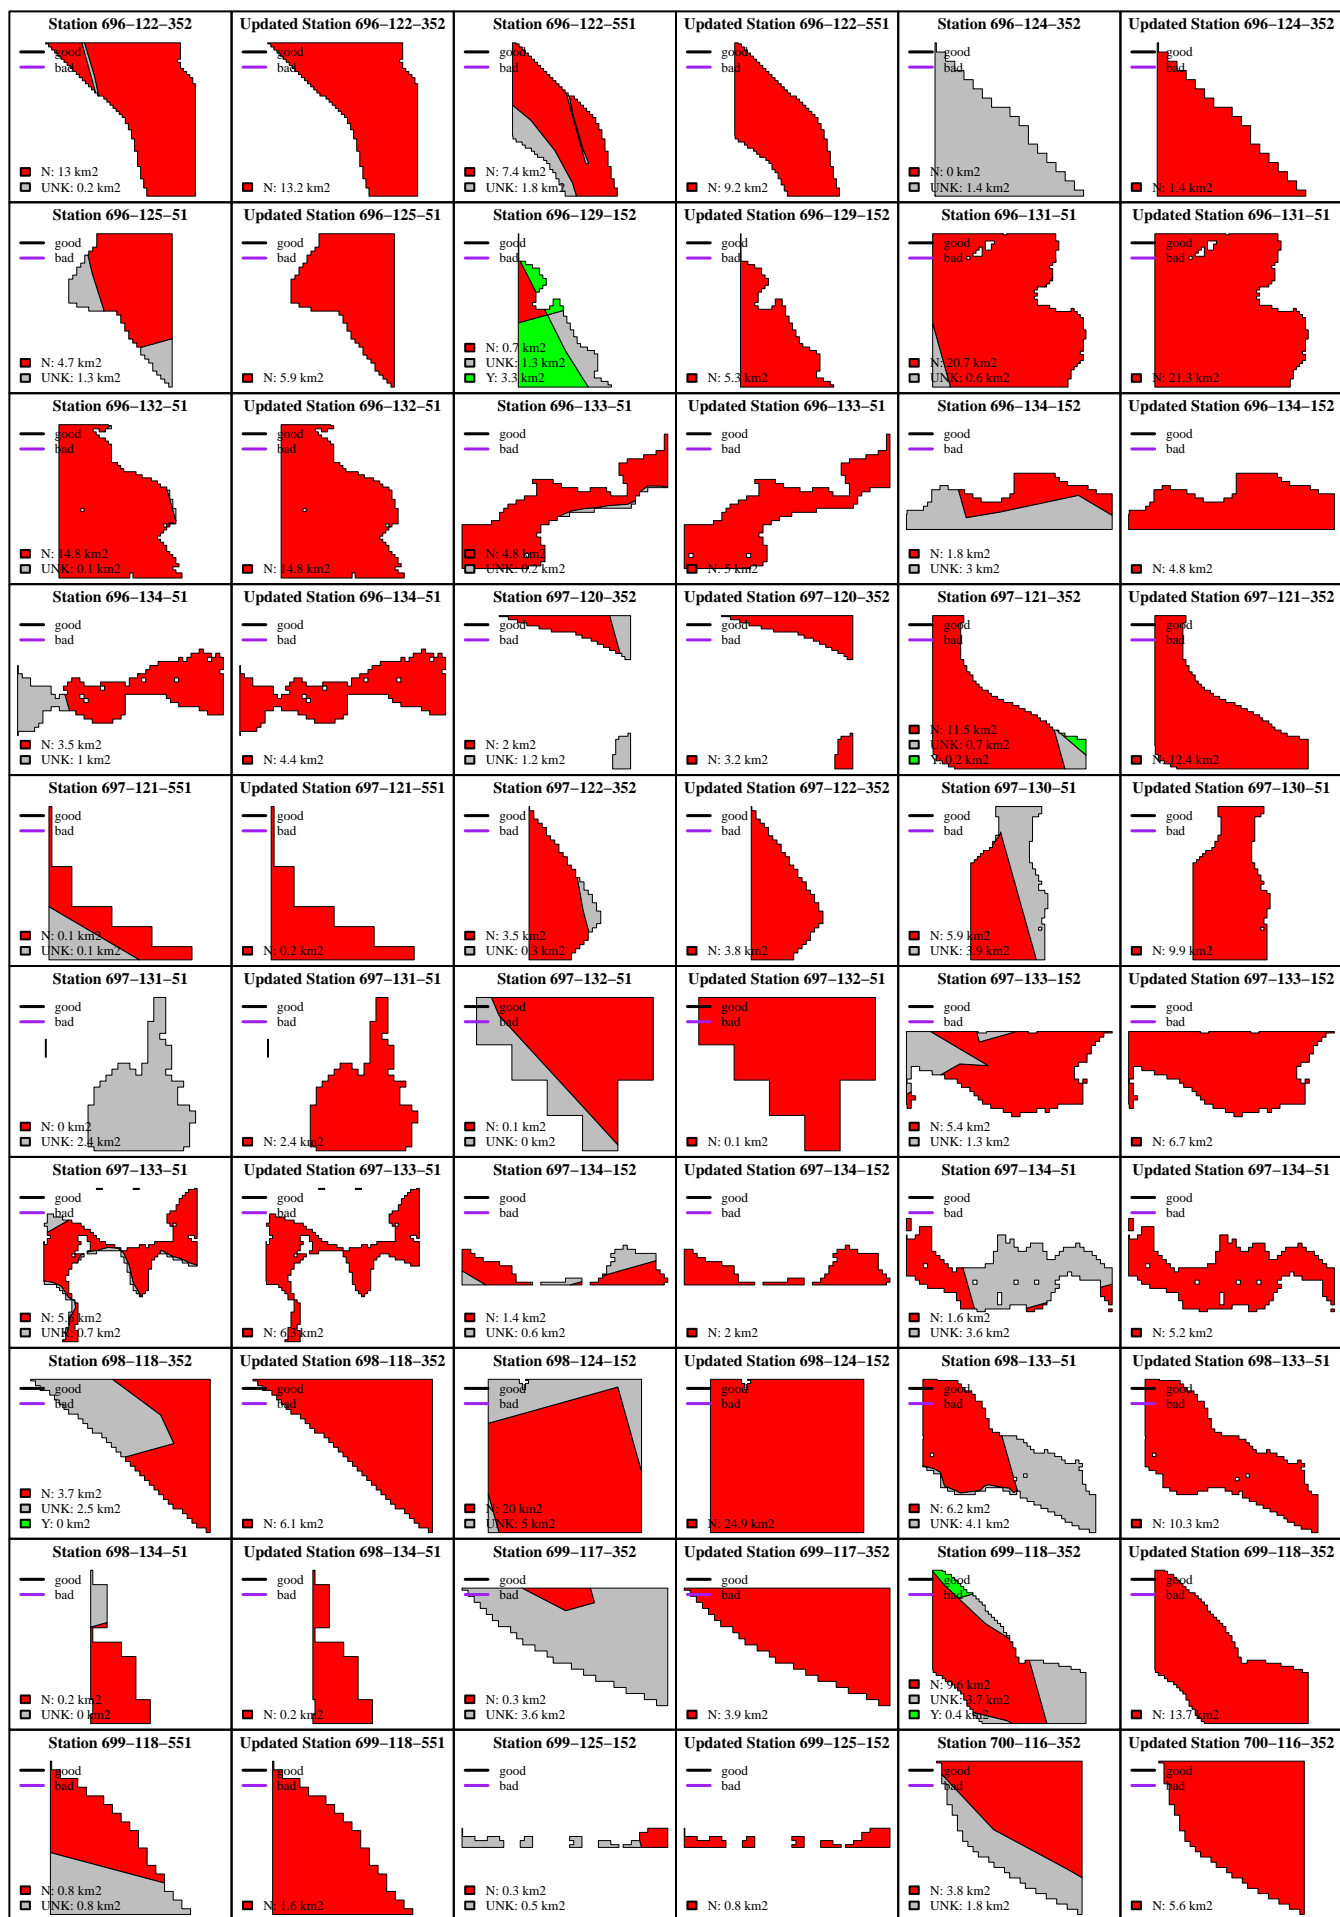 Station 696−122−352
good
bad
N: 13 km2
UNK: 0.2 km2
Updated Station 696−122−352
good
bad
N: 13.2 km2
Station 696−122−551
good
bad
N: 7.4 km2
UNK: 1.8 km2
Updated Station 696−122−551
good
bad
N: 9.2 km2
Station 696−124−352
good
bad
N: 0 km2
UNK: 1.4 km2
Updated Station 696−124−352
good
bad
N: 1.4 km2
Station 696−125−51
good
bad
N: 4.7 km2
UNK: 1.3 km2
Updated Station 696−125−51
good
bad
N: 5.9 km2
Station 696−129−152
good
bad
N: 0.7 km2
UNK: 1.3 km2
Y: 3.3 km2
Updated Station 696−129−152
good
bad
N: 5.3 km2
Station 696−131−51
good
bad
N: 20.7 km2
UNK: 0.6 km2
Updated Station 696−131−51
good
bad
N: 21.3 km2
Station 696−132−51
good
bad
N: 14.8 km2
UNK: 0.1 km2
Updated Station 696−132−51
good
bad
N: 14.8 km2
Station 696−133−51
good
bad
N: 4.8 km2
UNK: 0.2 km2
Updated Station 696−133−51
good
bad
N: 5 km2
Station 696−134−152
good
bad
N: 1.8 km2
UNK: 3 km2
Updated Station 696−134−152
good
bad
N: 4.8 km2
Station 696−134−51
good
bad
N: 3.5 km2
UNK: 1 km2
Updated Station 696−134−51
good
bad
N: 4.4 km2
Station 697−120−352
good
bad
N: 2 km2
UNK: 1.2 km2
Updated Station 697−120−352
good
bad
N: 3.2 km2
Station 697−121−352
good
bad
N: 11.5 km2
UNK: 0.7 km2
Y: 0.2 km2
Updated Station 697−121−352
good
bad
N: 12.4 km2
Station 697−121−551
good
bad
N: 0.1 km2
UNK: 0.1 km2
Updated Station 697−121−551
good
bad
N: 0.2 km2
Station 697−122−352
good
bad
N: 3.5 km2
UNK: 0.3 km2
Updated Station 697−122−352
good
bad
N: 3.8 km2
Station 697−130−51
good
bad
N: 5.9 km2
UNK: 3.9 km2
Updated Station 697−130−51
good
bad
N: 9.9 km2
Station 697−131−51
good
bad
N: 0 km2
UNK: 2.4 km2
Updated Station 697−131−51
good
bad
N: 2.4 km2
Station 697−132−51
good
bad
N: 0.1 km2
UNK: 0 km2
Updated Station 697−132−51
good
bad
N: 0.1 km2
Station 697−133−152
good
bad
N: 5.4 km2
UNK: 1.3 km2
Updated Station 697−133−152
good
bad
N: 6.7 km2
Station 697−133−51
good
bad
N: 5.6 km2
UNK: 0.7 km2
Updated Station 697−133−51
good
bad
N: 6.3 km2
Station 697−134−152
good
bad
N: 1.4 km2
UNK: 0.6 km2
Updated Station 697−134−152
good
bad
N: 2 km2
Station 697−134−51
good
bad
N: 1.6 km2
UNK: 3.6 km2
Updated Station 697−134−51
good
bad
N: 5.2 km2
Station 698−118−352
good
bad
N: 3.7 km2
UNK: 2.5 km2
Y: 0 km2
Updated Station 698−118−352
good
bad
N: 6.1 km2
Station 698−124−152
good
bad
N: 20 km2
UNK: 5 km2
Updated Station 698−124−152
good
bad
N: 24.9 km2
Station 698−133−51
good
bad
N: 6.2 km2
UNK: 4.1 km2
Updated Station 698−133−51
good
bad
N: 10.3 km2
Station 698−134−51
good
bad
N: 0.2 km2
UNK: 0 km2
Updated Station 698−134−51
good
bad
N: 0.2 km2
Station 699−117−352
good
bad
N: 0.3 km2
UNK: 3.6 km2
Updated Station 699−117−352
good
bad
N: 3.9 km2
Station 699−118−352
good
bad
N: 9.6 km2
UNK: 3.7 km2
Y: 0.4 km2
Updated Station 699−118−352
good
bad
N: 13.7 km2
Station 699−118−551
good
bad
N: 0.8 km2
UNK: 0.8 km2
Updated Station 699−118−551
good
bad
N: 1.6 km2
Station 699−125−152
good
bad
N: 0.3 km2
UNK: 0.5 km2
Updated Station 699−125−152
good
bad
N: 0.8 km2
Station 700−116−352
good
bad
N: 3.8 km2
UNK: 1.8 km2
Updated Station 700−116−352
good
bad
N: 5.6 km2